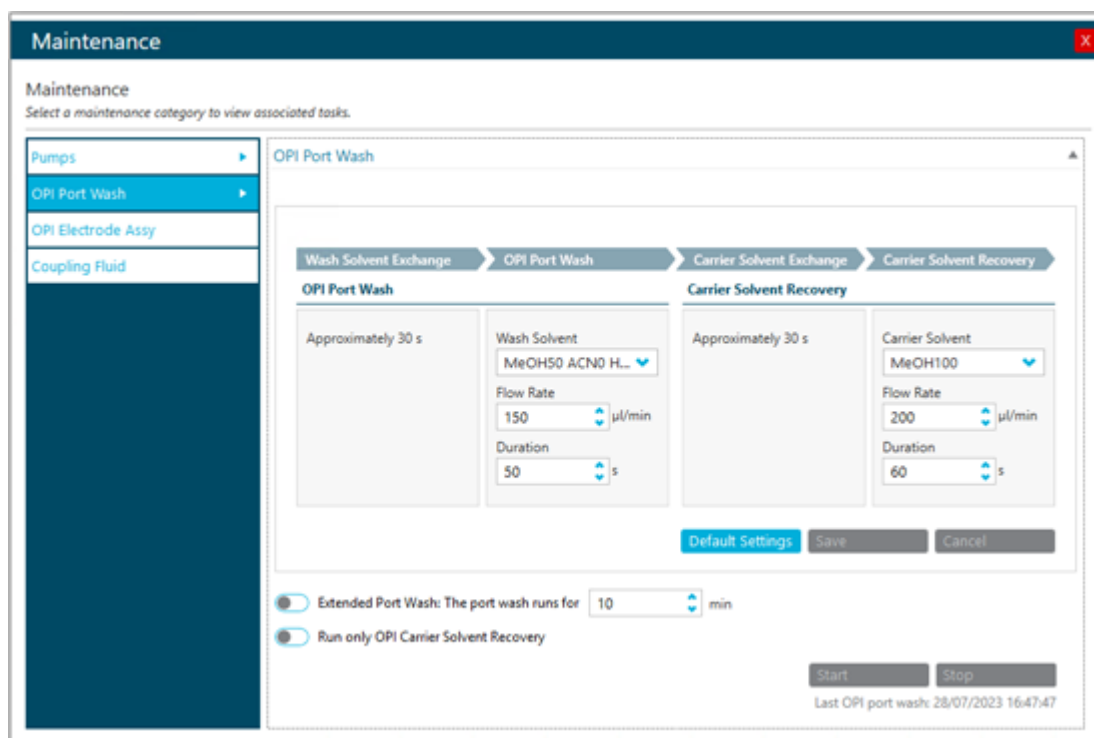 Maintenance
X
Maintenance
Select a maintenance category to view associated tasks.
Pumps
OPI Port Wash
OPI Electrode Assy
Coupling Fluid
OPI Port Wash
Wash Solvent Exchange OPI Port Wash Carrier Solvent Exchange Carrier Solvent Recovery
OPI Port Wash Carrier Solvent Recovery
Approximately 30 s
Wash Solvent
MeOH50 ACN0 H...
Flow Rate
150 µl/min
Duration
50 s
Approximately 30 s
Carrier Solvent
MeOH100
Flow Rate
200 µl/min
Duration
60 s
Default Settings Save Cancel
Extended Port Wash: The port wash runs for 10 min
Run only OPI Carrier Solvent Recovery
Start Stop
Last OPI port wash: 28/07/2023 16:47:47